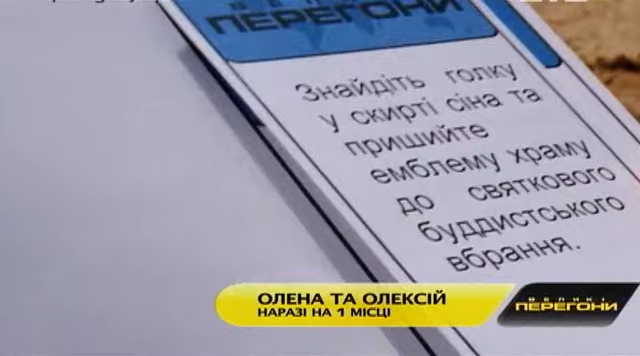 ПЕРЕГОНИ
Знайдіть голку
у скирті сіна та
пришийте
емблему храму
до святкового
буддистського
вбрання.
ОЛЕНА ТА ОЛЕКСІЙ
НАРАЗІ НА 1 МІСЦІ
ВЕЛИКІ
ПЕРЕГОНИ